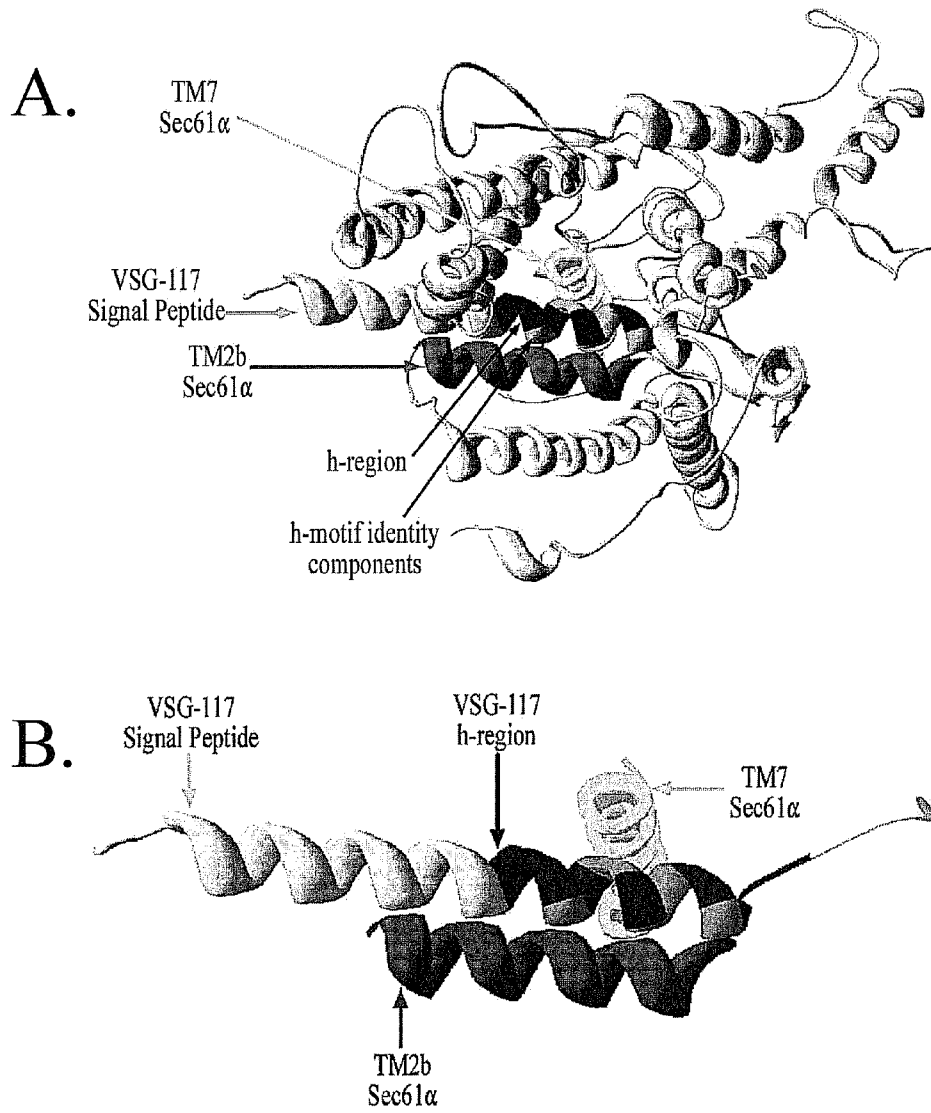 A.
TM7
Sec61α
VSG-117
Signal Peptide
TM2b
Sec61α
h-region
h-motif identity
components
B.
VSG-117
Signal Peptide
VSG-117
h-region
TM7
Sec61α
TM2b
Sec61α